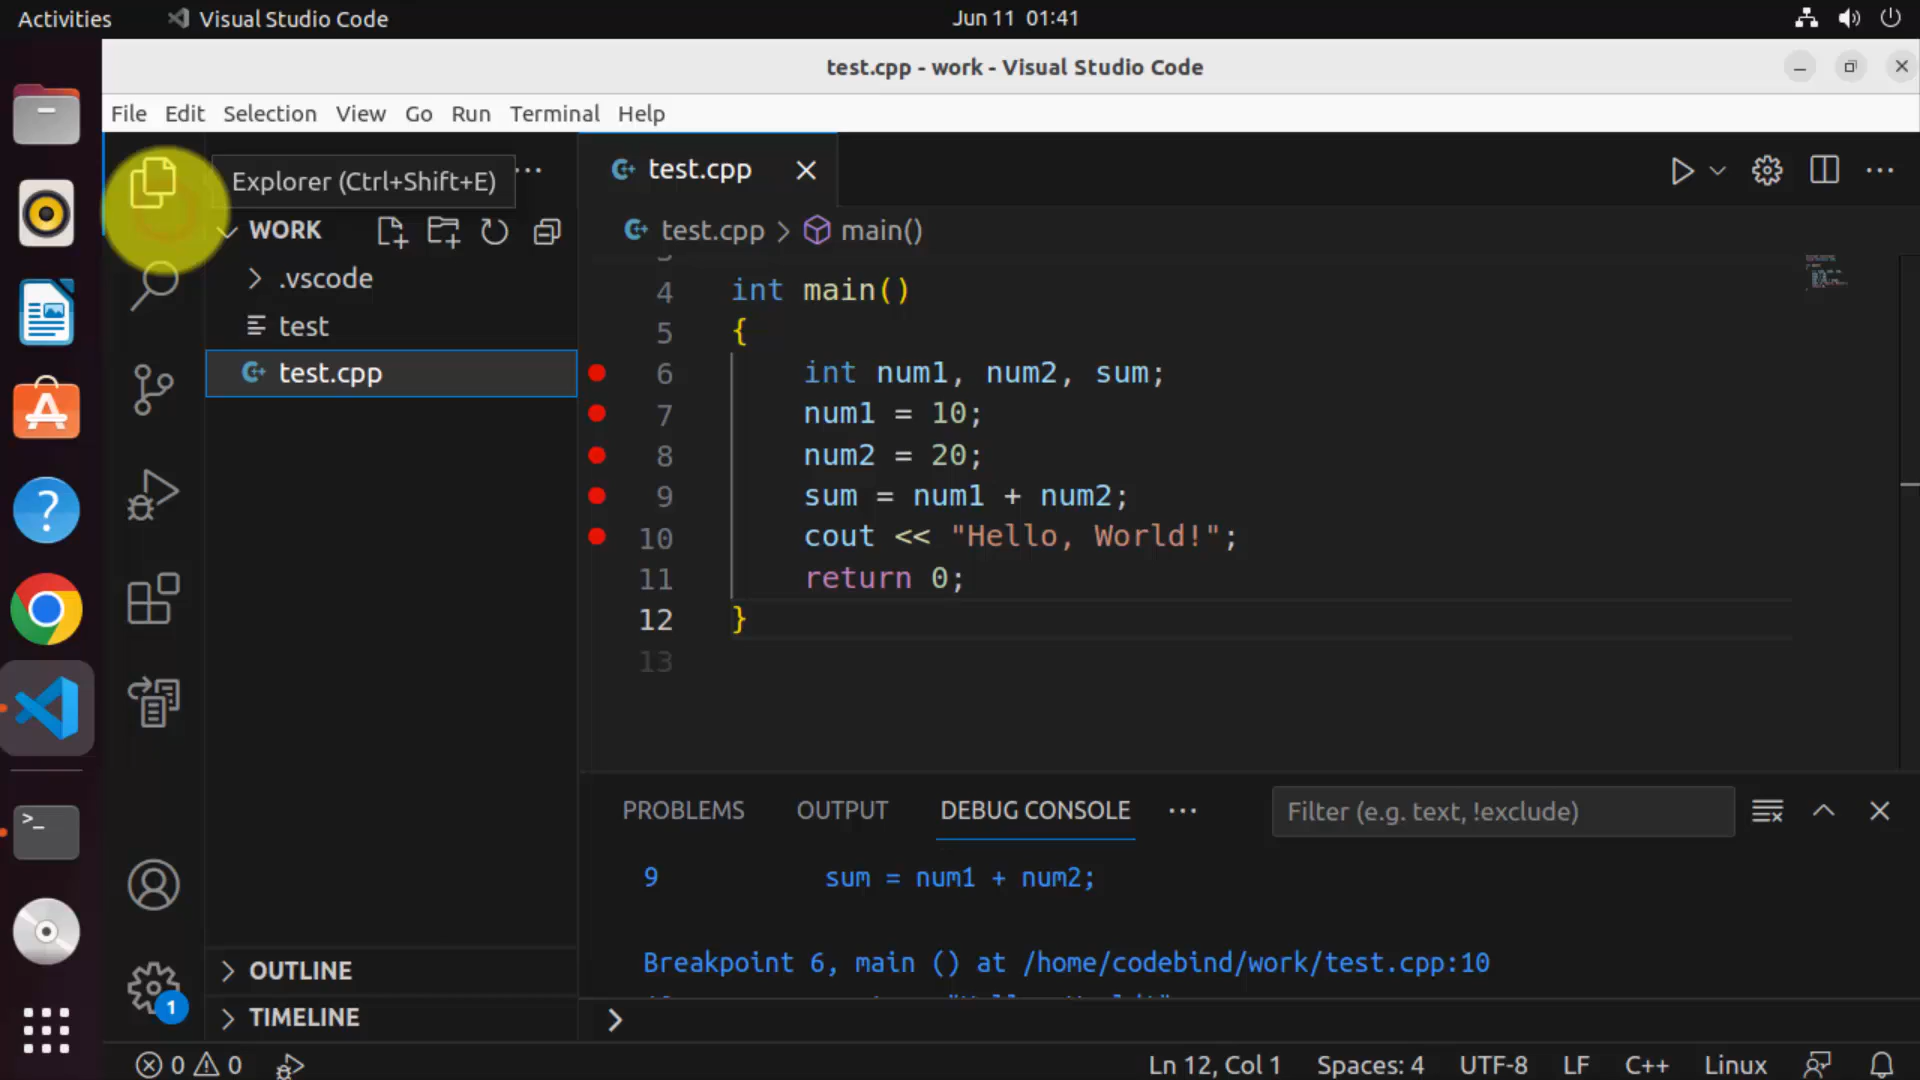 Activities
Visual Studio Code
Jun 11 01:41
test.cpp - work - Visual Studio Code
File Edit Selection View Go Run Terminal Help
Explorer (Ctrl+Shift+E)
WORK
.vscode
test
test.cpp
OUTLINE
TIMELINE
test.cpp
test.cpp > main()
4 int main()
5 {
6 int num1, num2, sum;
7 num1 = 10;
8 num2 = 20;
9 sum = num1 + num2;
10 cout << "Hello, World!";
11 return 0;
12 }
13
PROBLEMS OUTPUT DEBUG CONSOLE
Filter (e.g. text, !exclude)
9 sum = num1 + num2;
Breakpoint 6, main () at /home/codebind/work/test.cpp:10
>
1
0 0
Ln 12, Col 1 Spaces: 4 UTF-8 LF C++ Linux